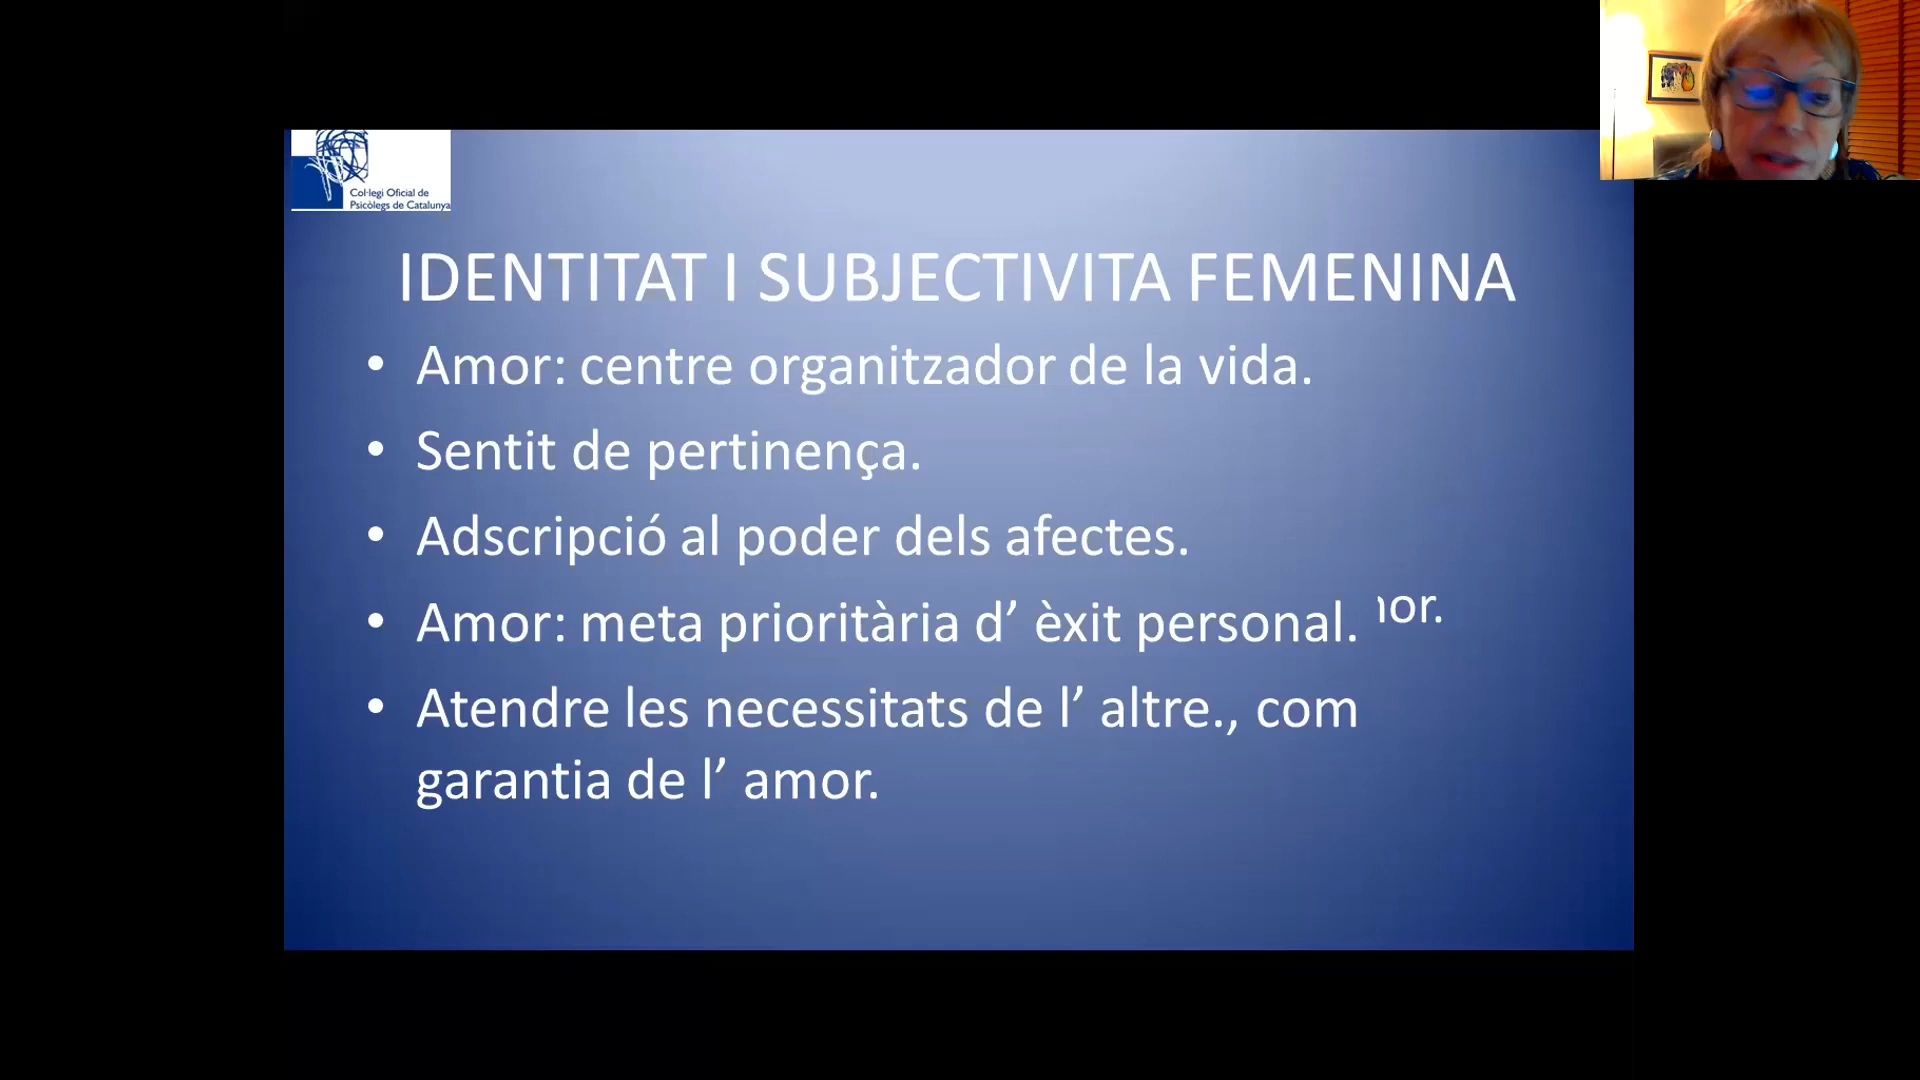 Col·legi Oficial de
Psicòlegs de Catalunya
IDENTITAT I SUBJECTIVITA FEMENINA
• Amor: centre organitzador de la vida.
• Sentit de pertinença.
• Adscripció al poder dels afectes.
• Amor: meta prioritària d’ èxit personal.
• Atendre les necessitats de l’ altre., com
garantia de l’ amor.